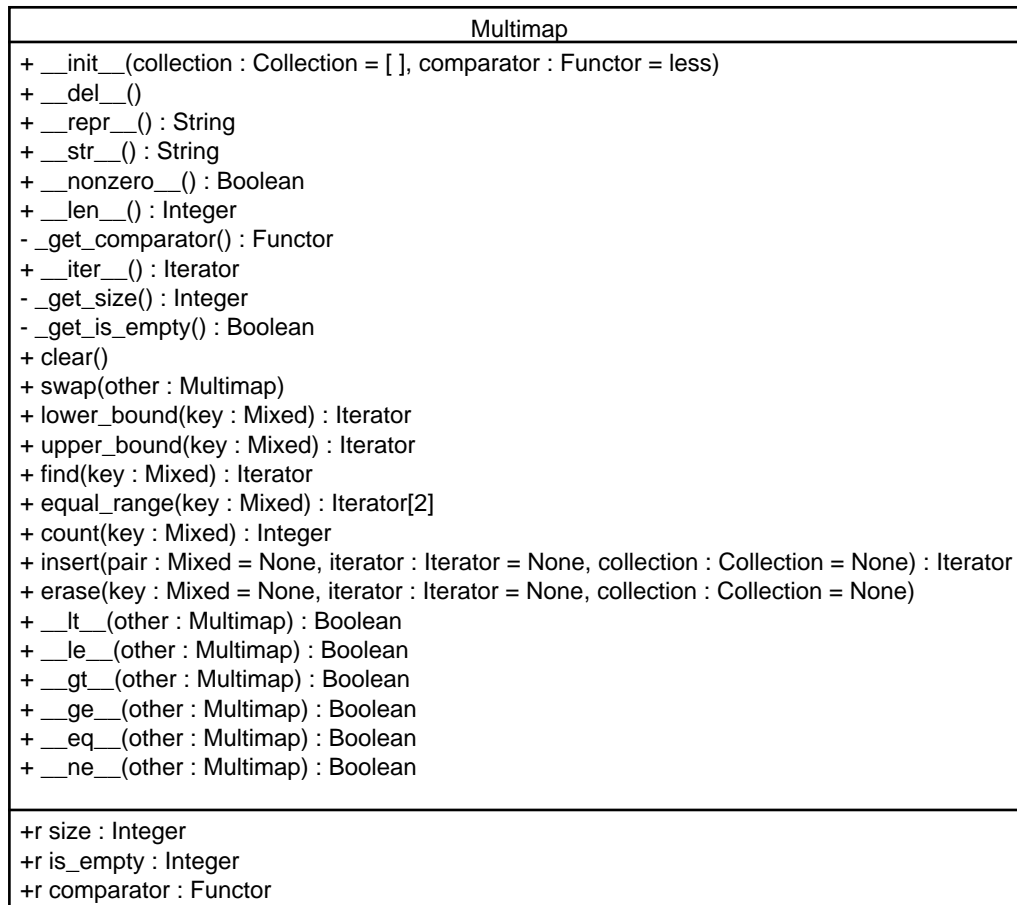 Multimap
+ __init__(collection : Collection = [ ], comparator : Functor = less)
+ __del__()
+ __repr__() : String
+ __str__() : String
+ __nonzero__() : Boolean
+ __len__() : Integer
- _get_comparator() : Functor
+ __iter__() : Iterator
- _get_size() : Integer
- _get_is_empty() : Boolean
+ clear()
+ swap(other : Multimap)
+ lower_bound(key : Mixed) : Iterator
+ upper_bound(key : Mixed) : Iterator
+ find(key : Mixed) : Iterator
+ equal_range(key : Mixed) : Iterator[2]
+ count(key : Mixed) : Integer
+ insert(pair : Mixed = None, iterator : Iterator = None, collection : Collection = None) : Iterator
+ erase(key : Mixed = None, iterator : Iterator = None, collection : Collection = None)
+ __lt__(other : Multimap) : Boolean
+ __le__(other : Multimap) : Boolean
+ __gt__(other : Multimap) : Boolean
+ __ge__(other : Multimap) : Boolean
+ __eq__(other : Multimap) : Boolean
+ __ne__(other : Multimap) : Boolean
+r size : Integer
+r is_empty : Integer
+r comparator : Functor